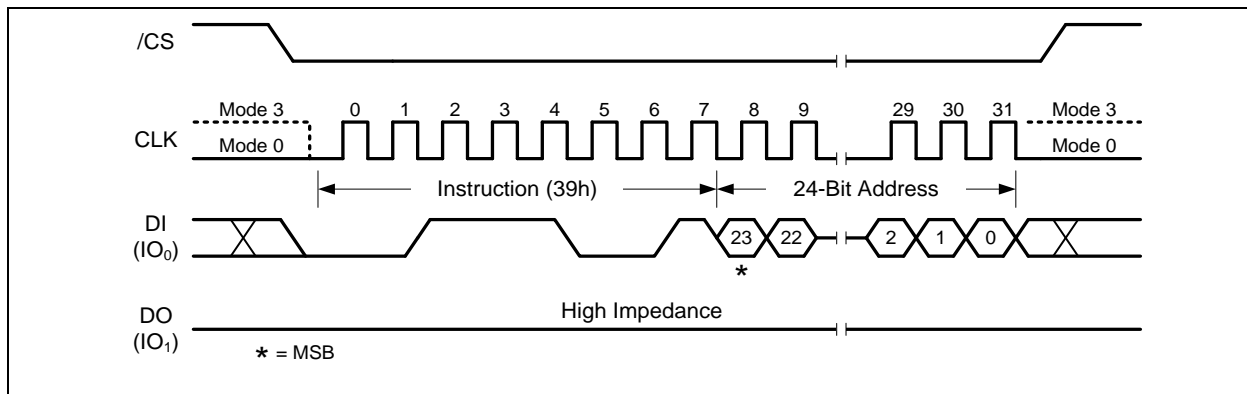 /CS
Mode 3 0 1 2 3 4 5 6 7 8 9 29 30 31 Mode 3
CLK
Mode 0 Mode 0
Instruction (39h) 24-Bit Address
DI
(IO₀)
23 22 2 1 0
*
DO
(IO₁)
High Impedance
* = MSB